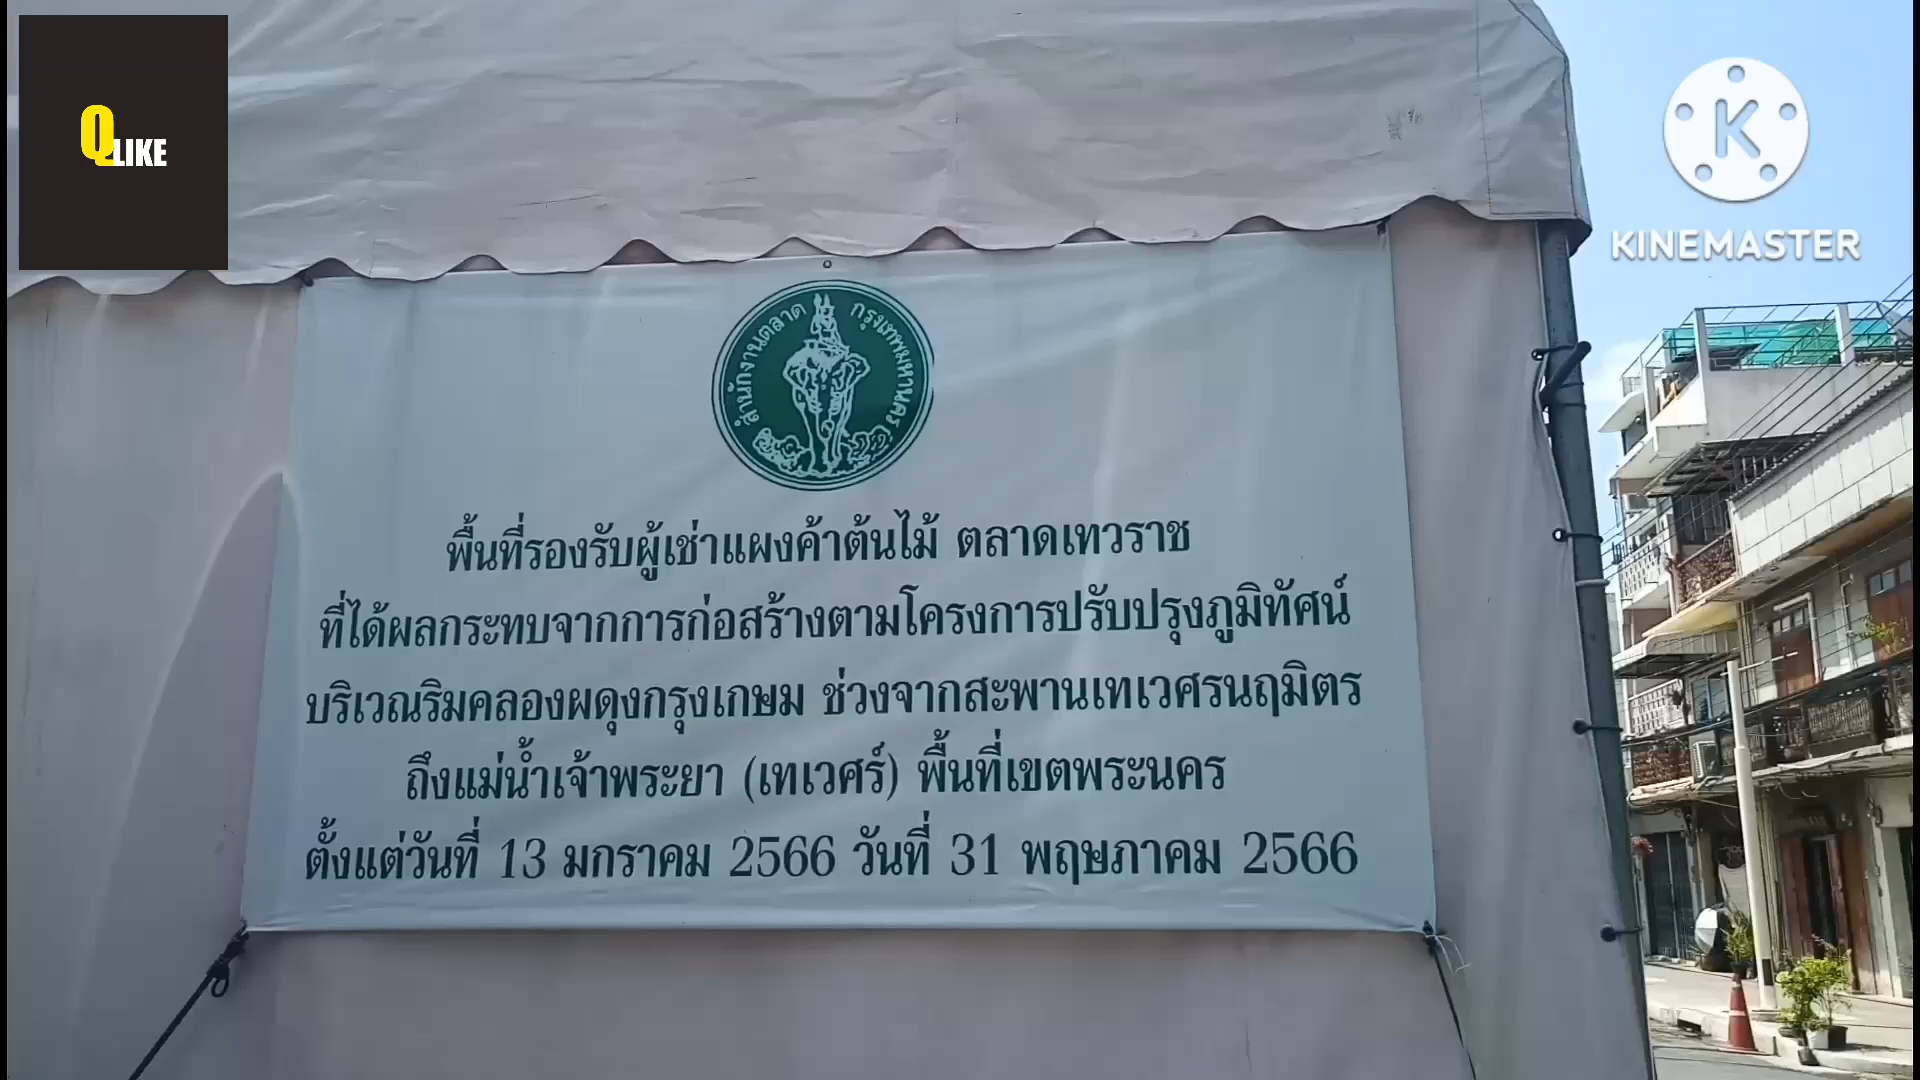 QLIKE
KINEMASTER
สำนักงานตลาด กรุงเทพมหานคร
พื้นที่รองรับผู้เช่าแผงค้าต้นไม้ ตลาดเทวราช
ที่ได้ผลกระทบจากการก่อสร้างตามโครงการปรับปรุงภูมิทัศน์
บริเวณริมคลองผดุงกรุงเกษม ช่วงจากสะพานเทเวศรนฤมิตร
ถึงแม่น้ำเจ้าพระยา (เทเวศร์) พื้นที่เขตพระนคร
ตั้งแต่วันที่ 13 มกราคม 2566 วันที่ 31 พฤษภาคม 2566